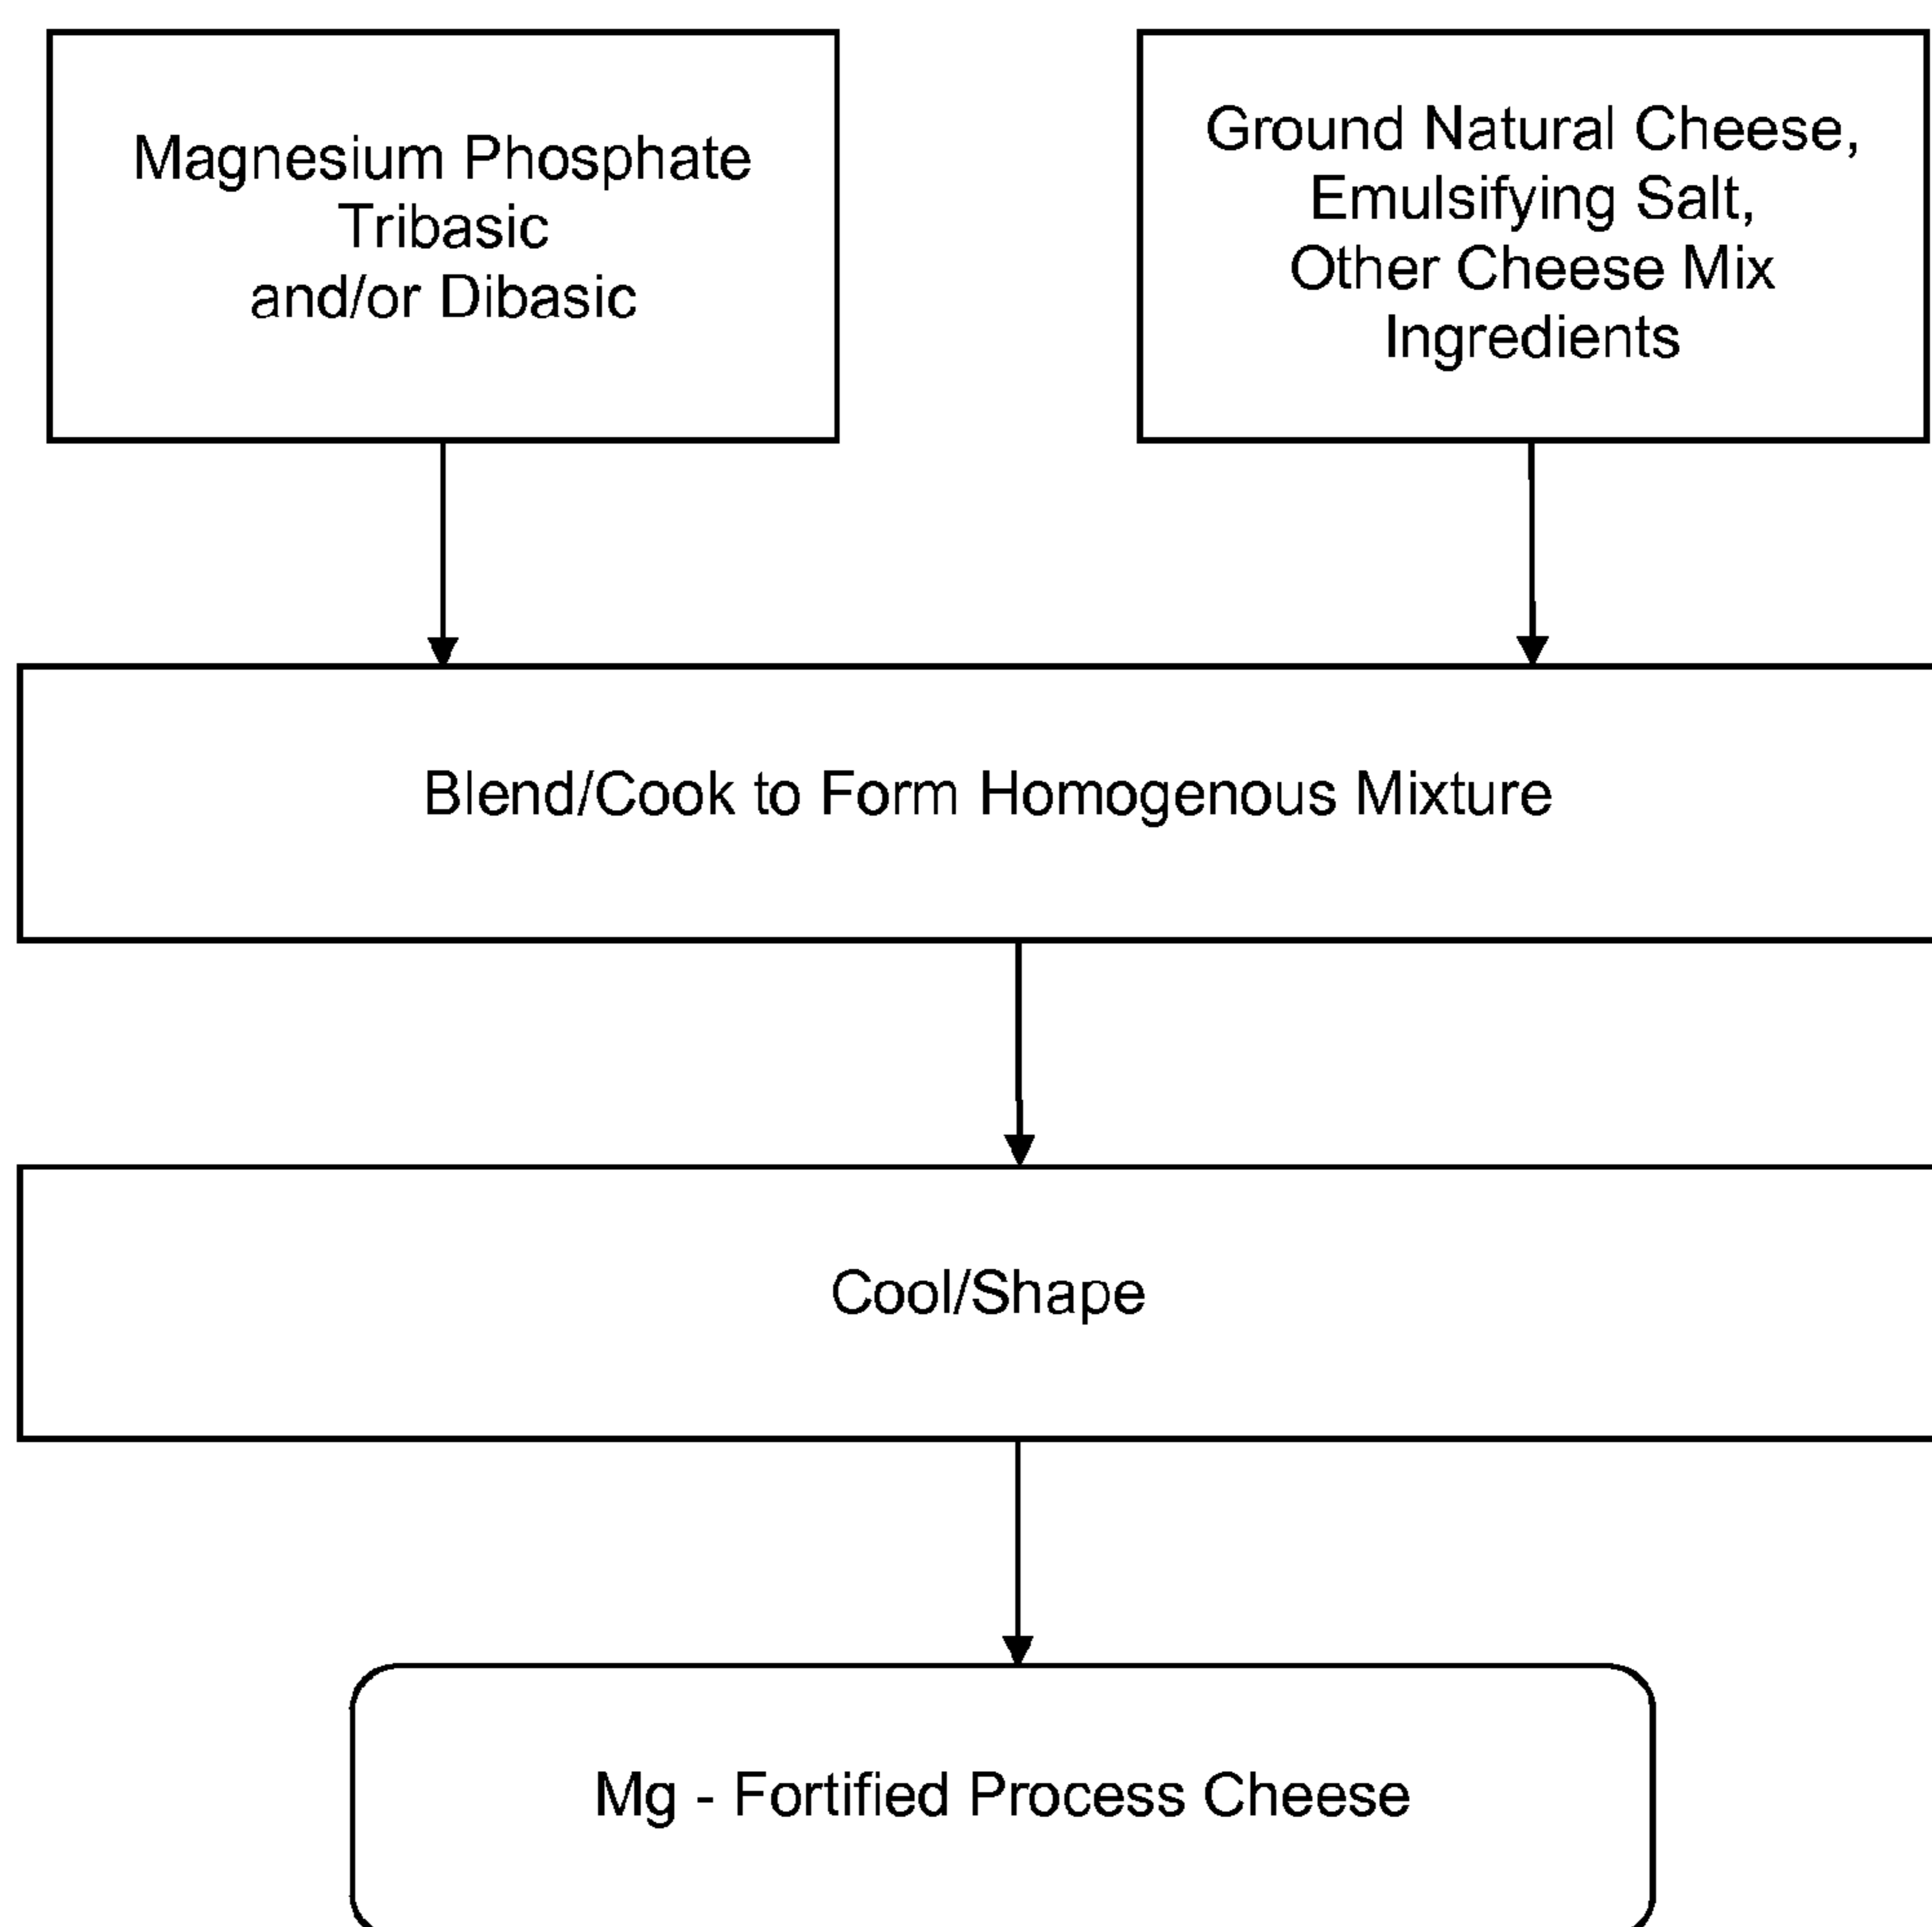 Magnesium Phosphate
Tribasic
and/or Dibasic
Ground Natural Cheese,
Emulsifying Salt,
Other Cheese Mix
Ingredients
Blend/Cook to Form Homogenous Mixture
Cool/Shape
Mg - Fortified Process Cheese